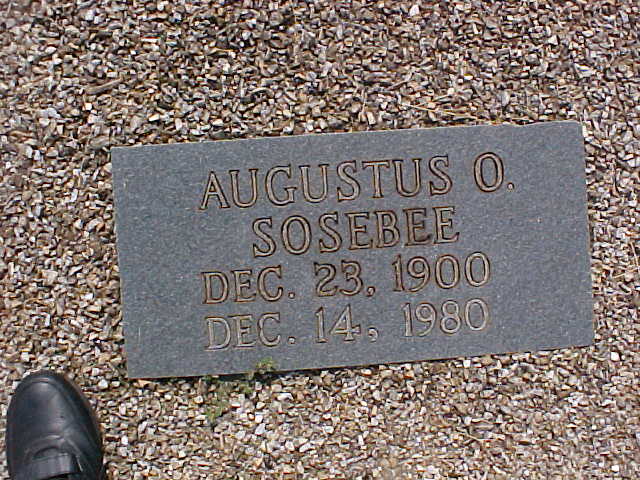 AUGUSTUS O.
SOSEBEE
DEC. 23, 1900
DEC. 14, 1980